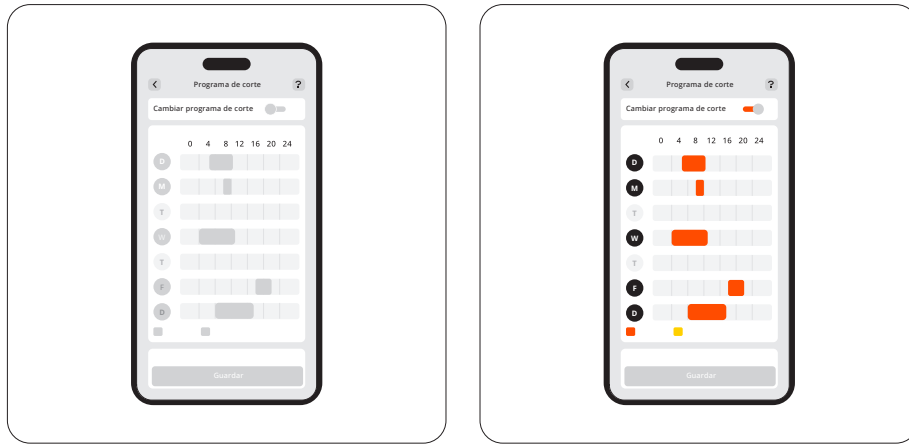 Programa de corte ?
Cambiar programa de corte
0 4 8 12 16 20 24
D
M
T
W
T
F
D
Guardar
Programa de corte ?
Cambiar programa de corte
0 4 8 12 16 20 24
D
M
T
W
T
F
D
Guardar